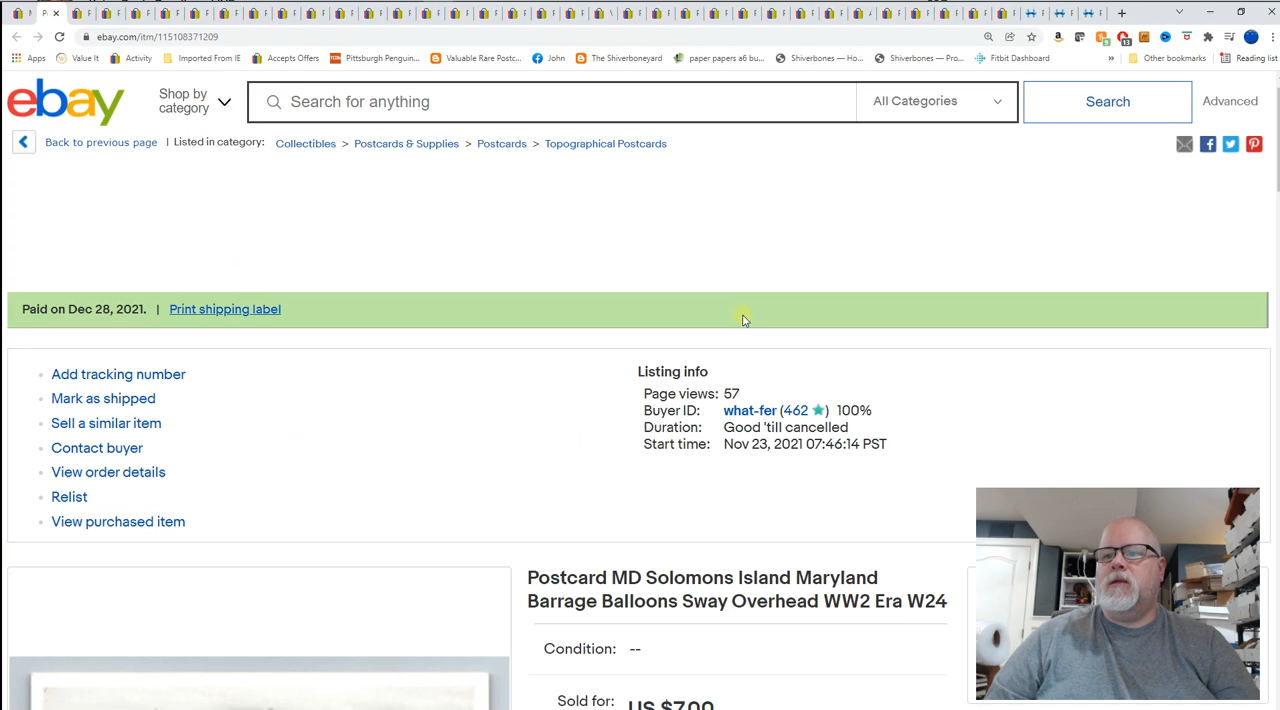 ebay.com/itm/115108371209
Apps
Value It
Activity
Imported From IE
Accepts Offers
Pittsburgh Penguin...
Valuable Rare Postc...
John
The Shiverboneyard
paper papers a6 bu...
Shiverbones — Ho...
Shiverbones — Pro...
Fitbit Dashboard
»
Other bookmarks
Reading list
ebay
Shop by
category
Search for anything
All Categories
Search
Advanced
Back to previous page | Listed in category: Collectibles > Postcards & Supplies > Postcards > Topographical Postcards
Paid on Dec 28, 2021. | Print shipping label
Add tracking number
Mark as shipped
Sell a similar item
Contact buyer
View order details
Relist
View purchased item
Listing info
Page views: 57
Buyer ID: what-fer (462 ) 100%
Duration: Good 'till cancelled
Start time: Nov 23, 2021 07:46:14 PST
Postcard MD Solomons Island Maryland
Barrage Balloons Sway Overhead WW2 Era W24
Condition: --
Sold for: US $7.00